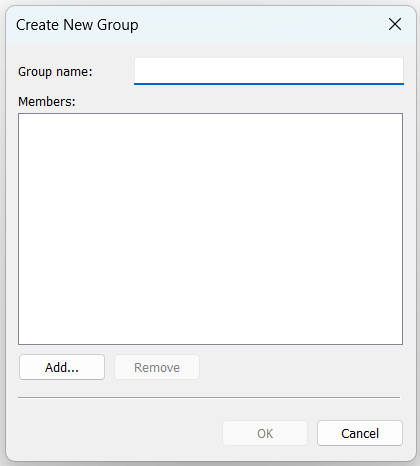 Create New Group
Group name:
Members:
Add... Remove
OK Cancel